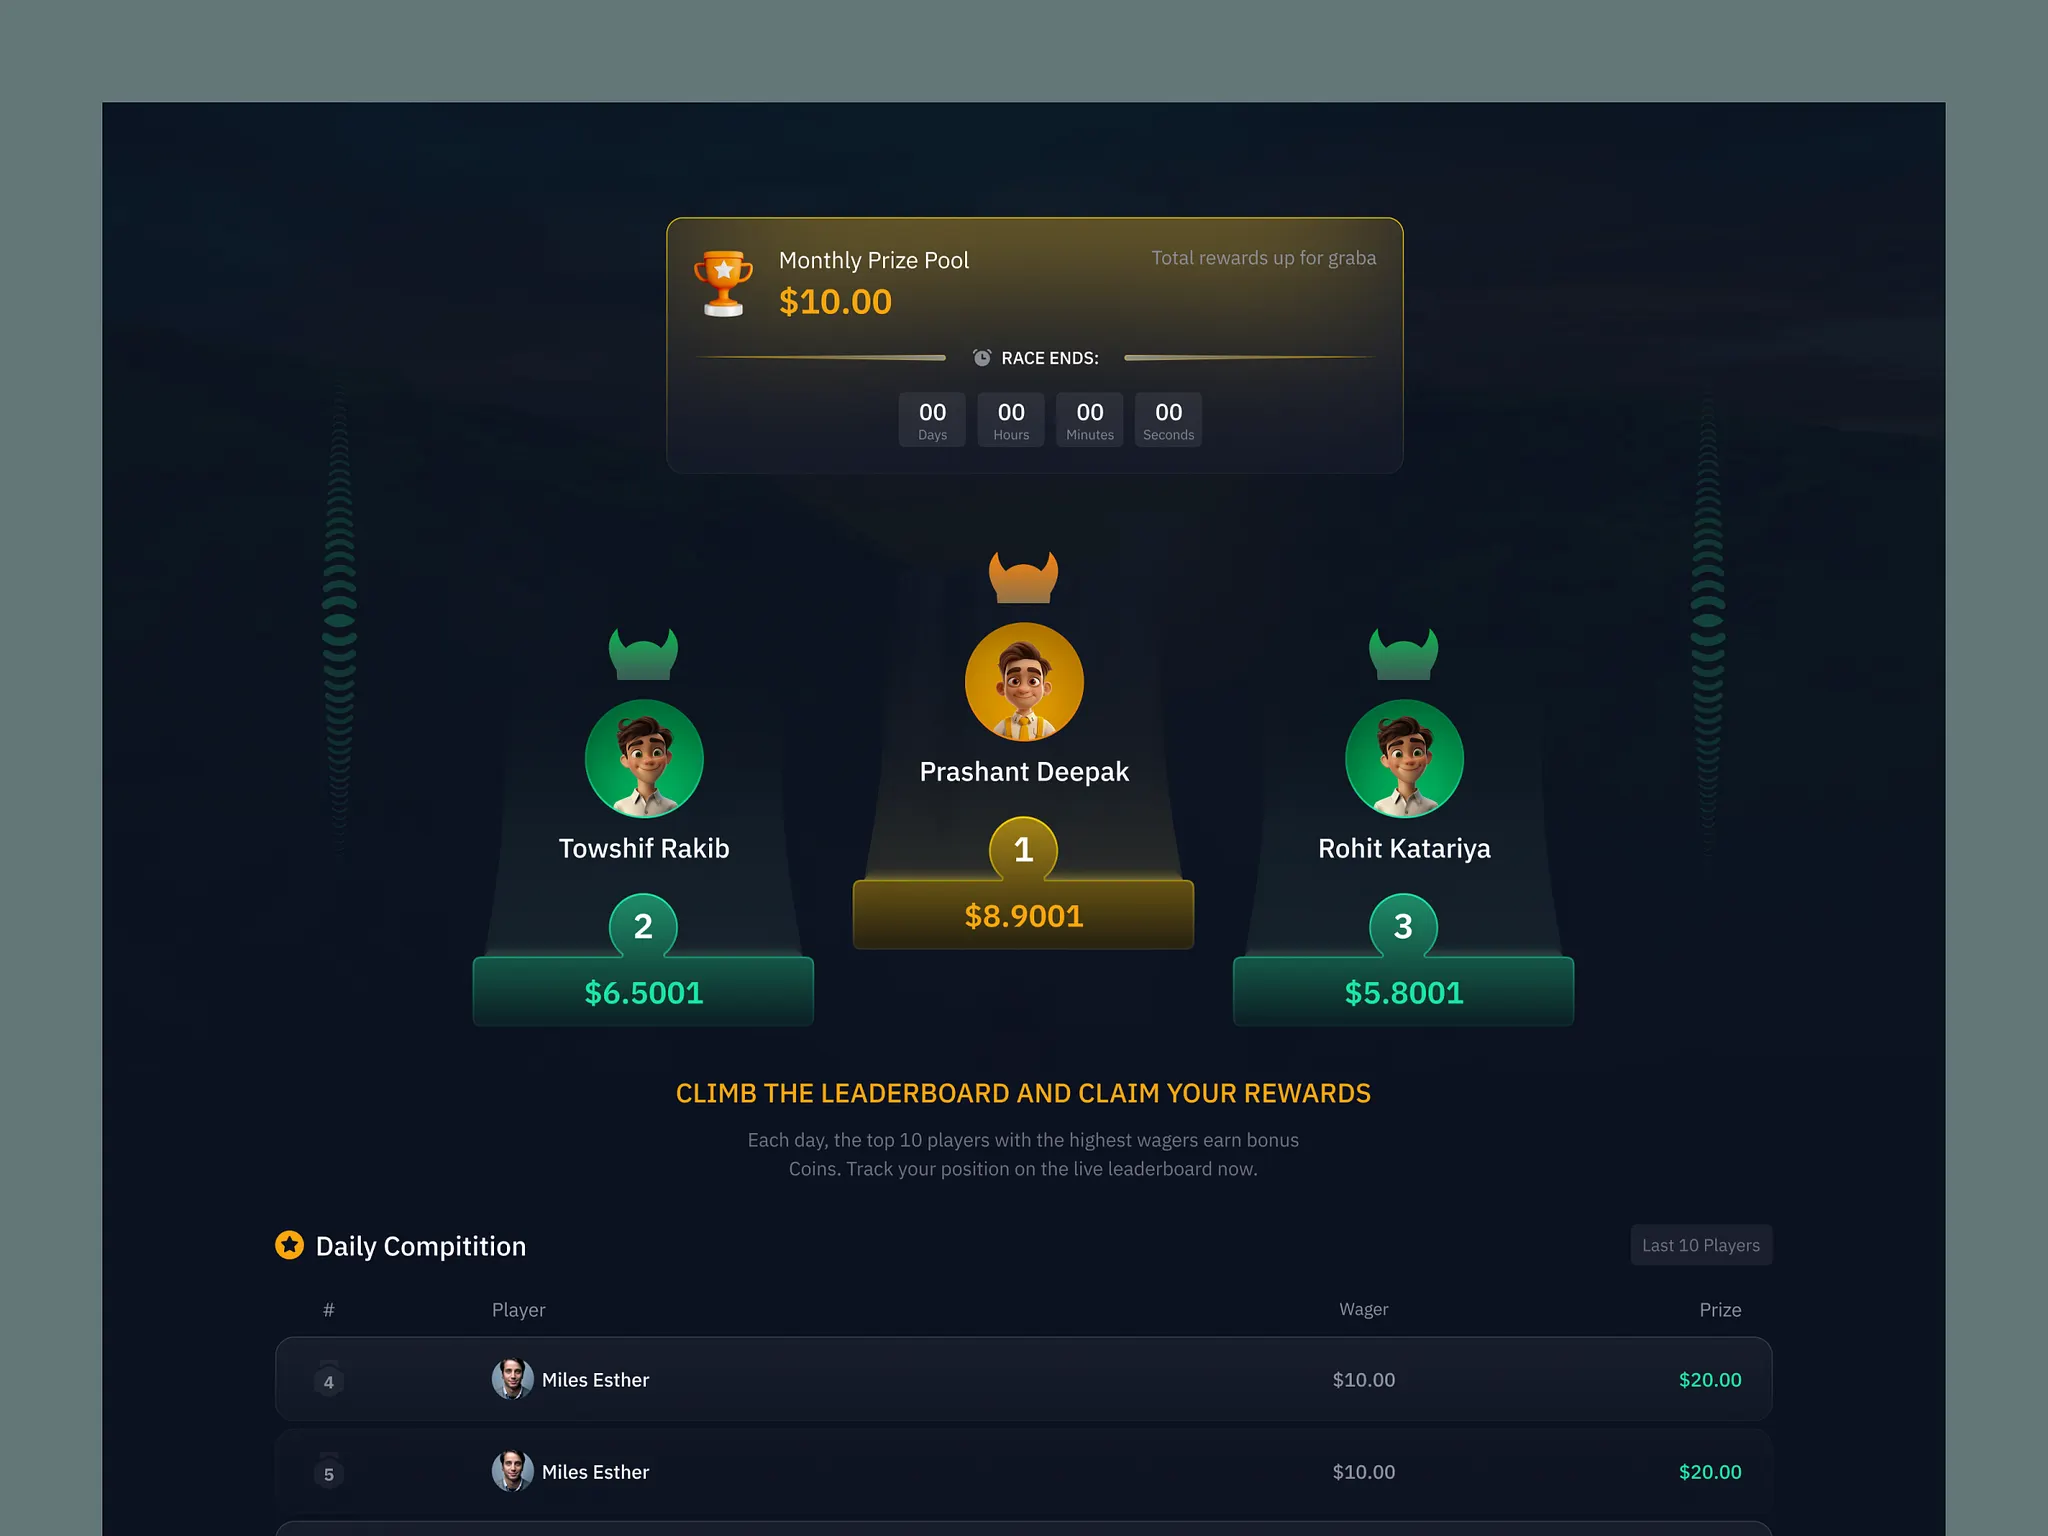 Monthly Prize Pool
Total rewards up for graba
$10.00
RACE ENDS:
00 00 00 00
Days Hours Minutes Seconds
Prashant Deepak
1
$8.9001
Towshif Rakib
2
$6.5001
Rohit Katariya
3
$5.8001
CLIMB THE LEADERBOARD AND CLAIM YOUR REWARDS
Each day, the top 10 players with the highest wagers earn bonus
Coins. Track your position on the live leaderboard now.
Daily Compitition
Last 10 Players
# Player Wager Prize
4 Miles Esther $10.00 $20.00
5 Miles Esther $10.00 $20.00